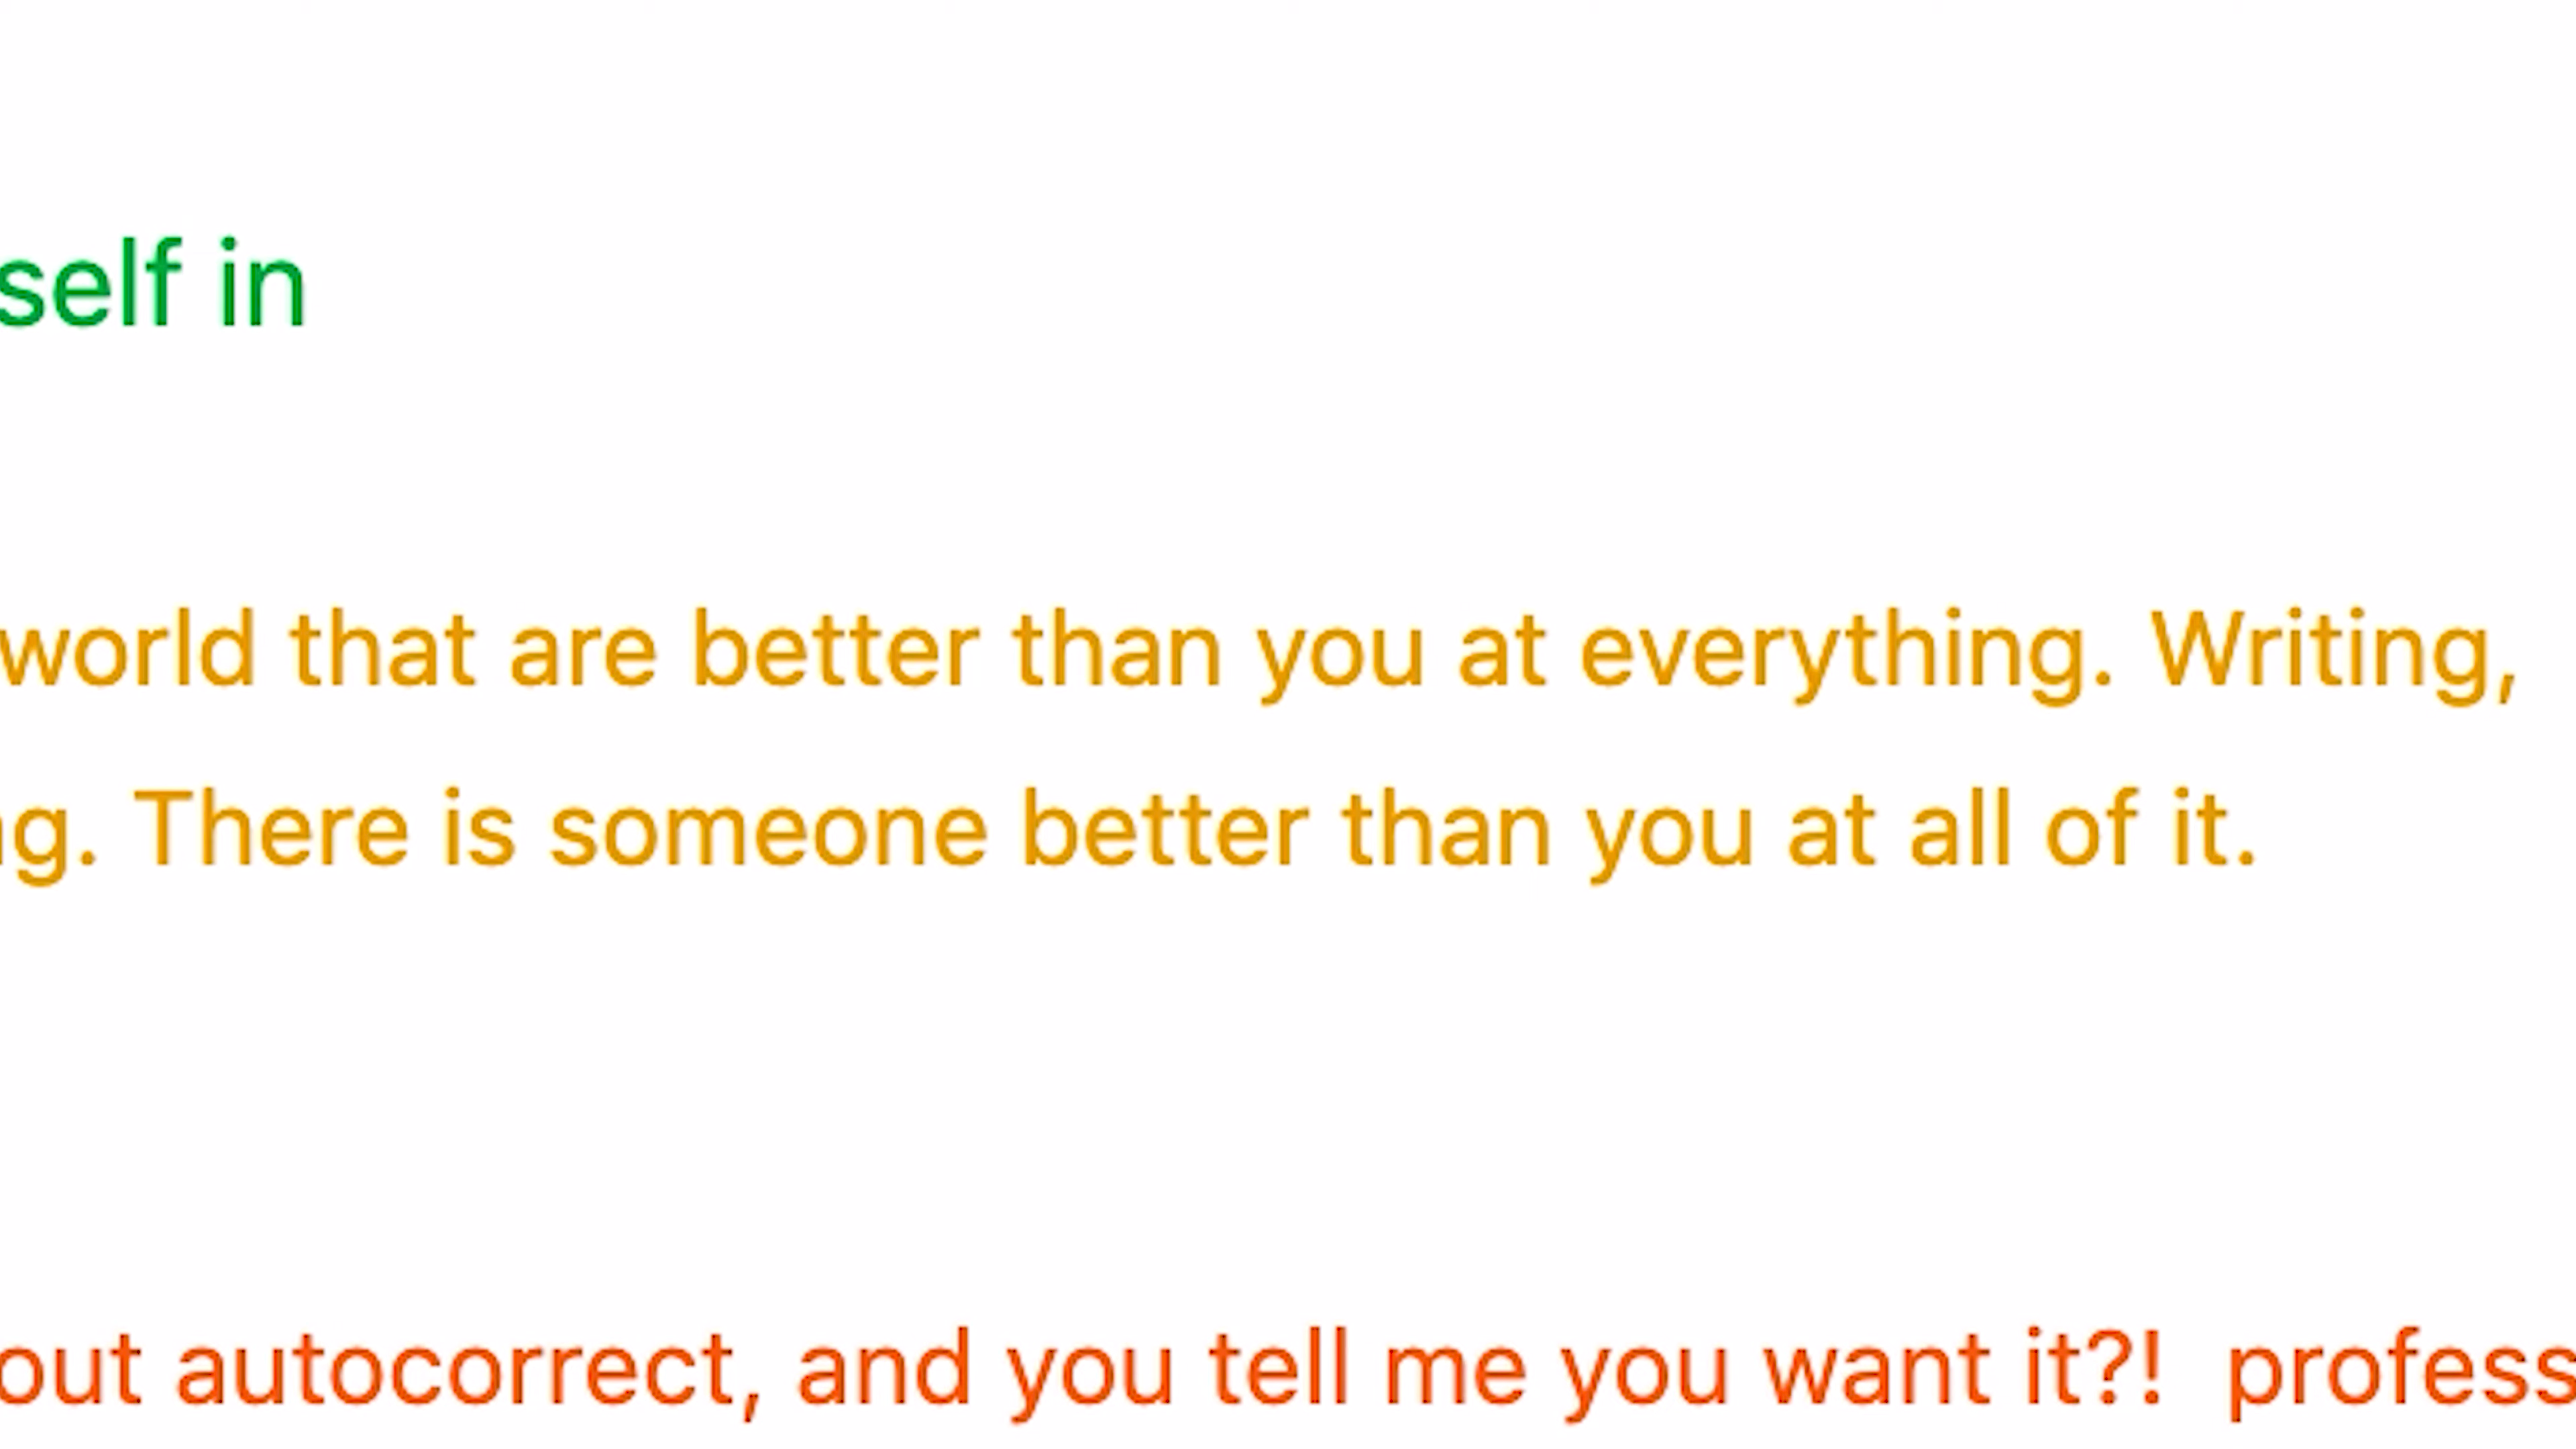 self in
world that are better than you at everything. Writing,
g. There is someone better than you at all of it.
out autocorrect, and you tell me you want it?! profess